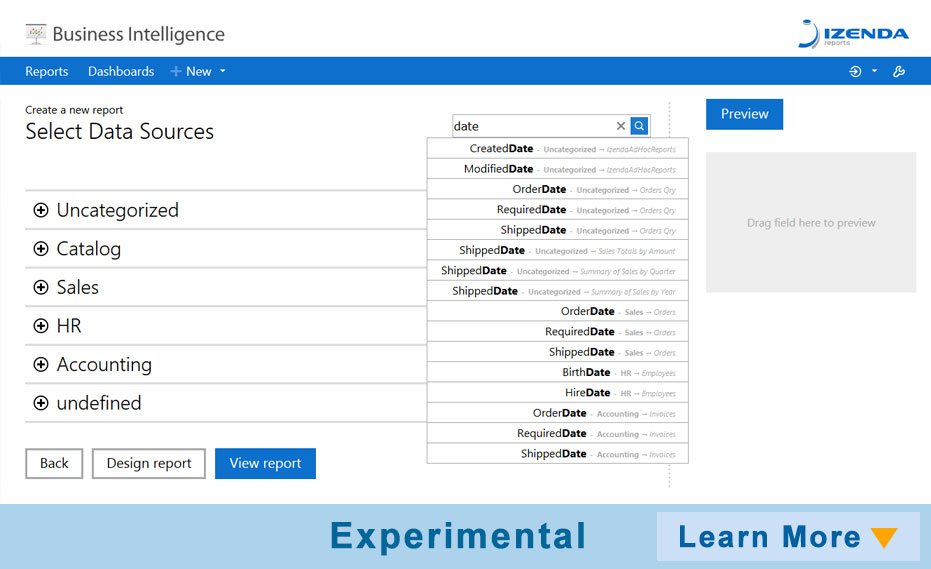 Business Intelligence
IZENDA
reports
Reports Dashboards + New
Create a new report
Select Data Sources
date
Preview
CreatedDate - Uncategorized → IzendaAdHocReports
ModifiedDate - Uncategorized → IzendaAdHocReports
OrderDate - Uncategorized → Orders Qry
RequiredDate - Uncategorized → Orders Qry
ShippedDate - Uncategorized → Orders Qry
ShippedDate - Uncategorized → Sales Totals by Amount
ShippedDate - Uncategorized → Summary of Sales by Quarter
ShippedDate - Uncategorized → Summary of Sales by Year
OrderDate - Sales → Orders
RequiredDate - Sales → Orders
ShippedDate - Sales → Orders
BirthDate - HR → Employees
HireDate - HR → Employees
OrderDate - Accounting → Invoices
RequiredDate - Accounting → Invoices
ShippedDate - Accounting → Invoices
Drag field here to preview
Uncategorized
Catalog
Sales
HR
Accounting
undefined
Back Design report View report
Experimental
Learn More